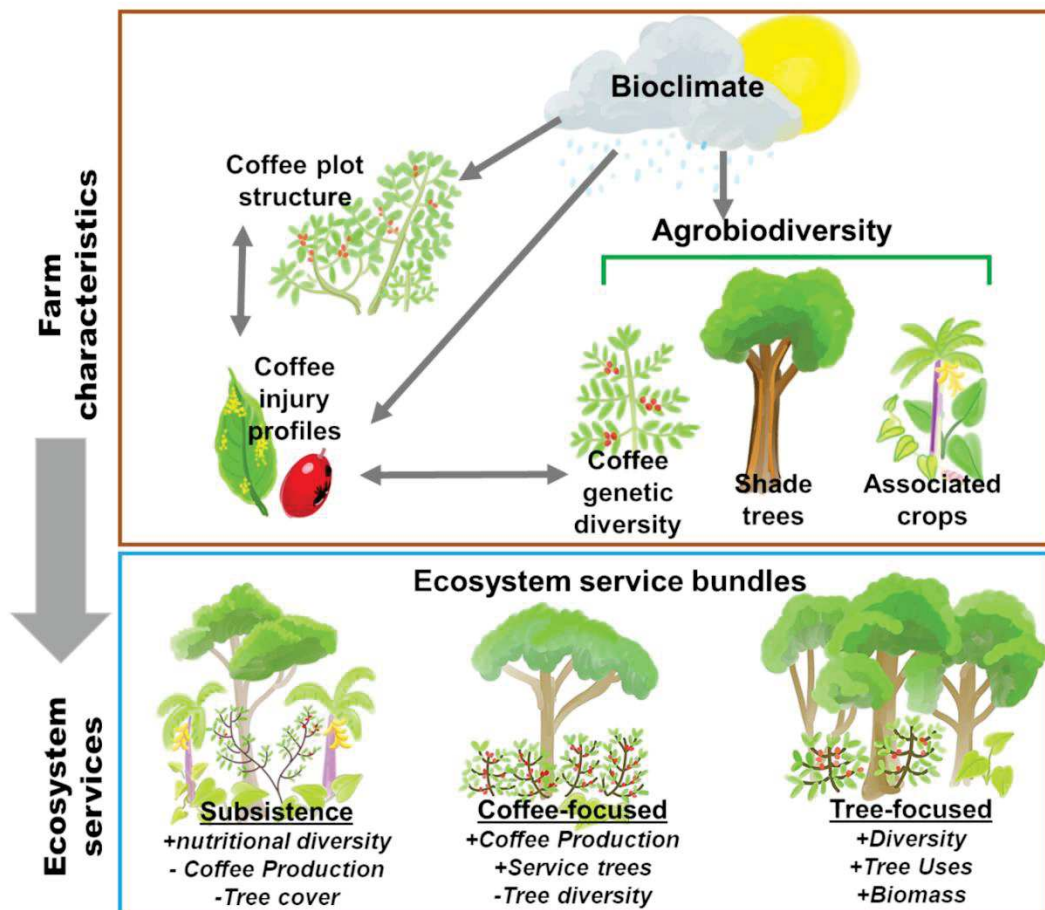 Farm
characteristics
Bioclimate
Coffee plot
structure
Agrobiodiversity
Coffee
injury
profiles
Coffee
genetic
diversity
Shade
trees
Associated
crops
Ecosystem
services
Ecosystem service bundles
Subsistence
+nutritional diversity
- Coffee Production
-Tree cover
Coffee-focused
+Coffee Production
+Service trees
-Tree diversity
Tree-focused
+Diversity
+Tree Uses
+Biomass